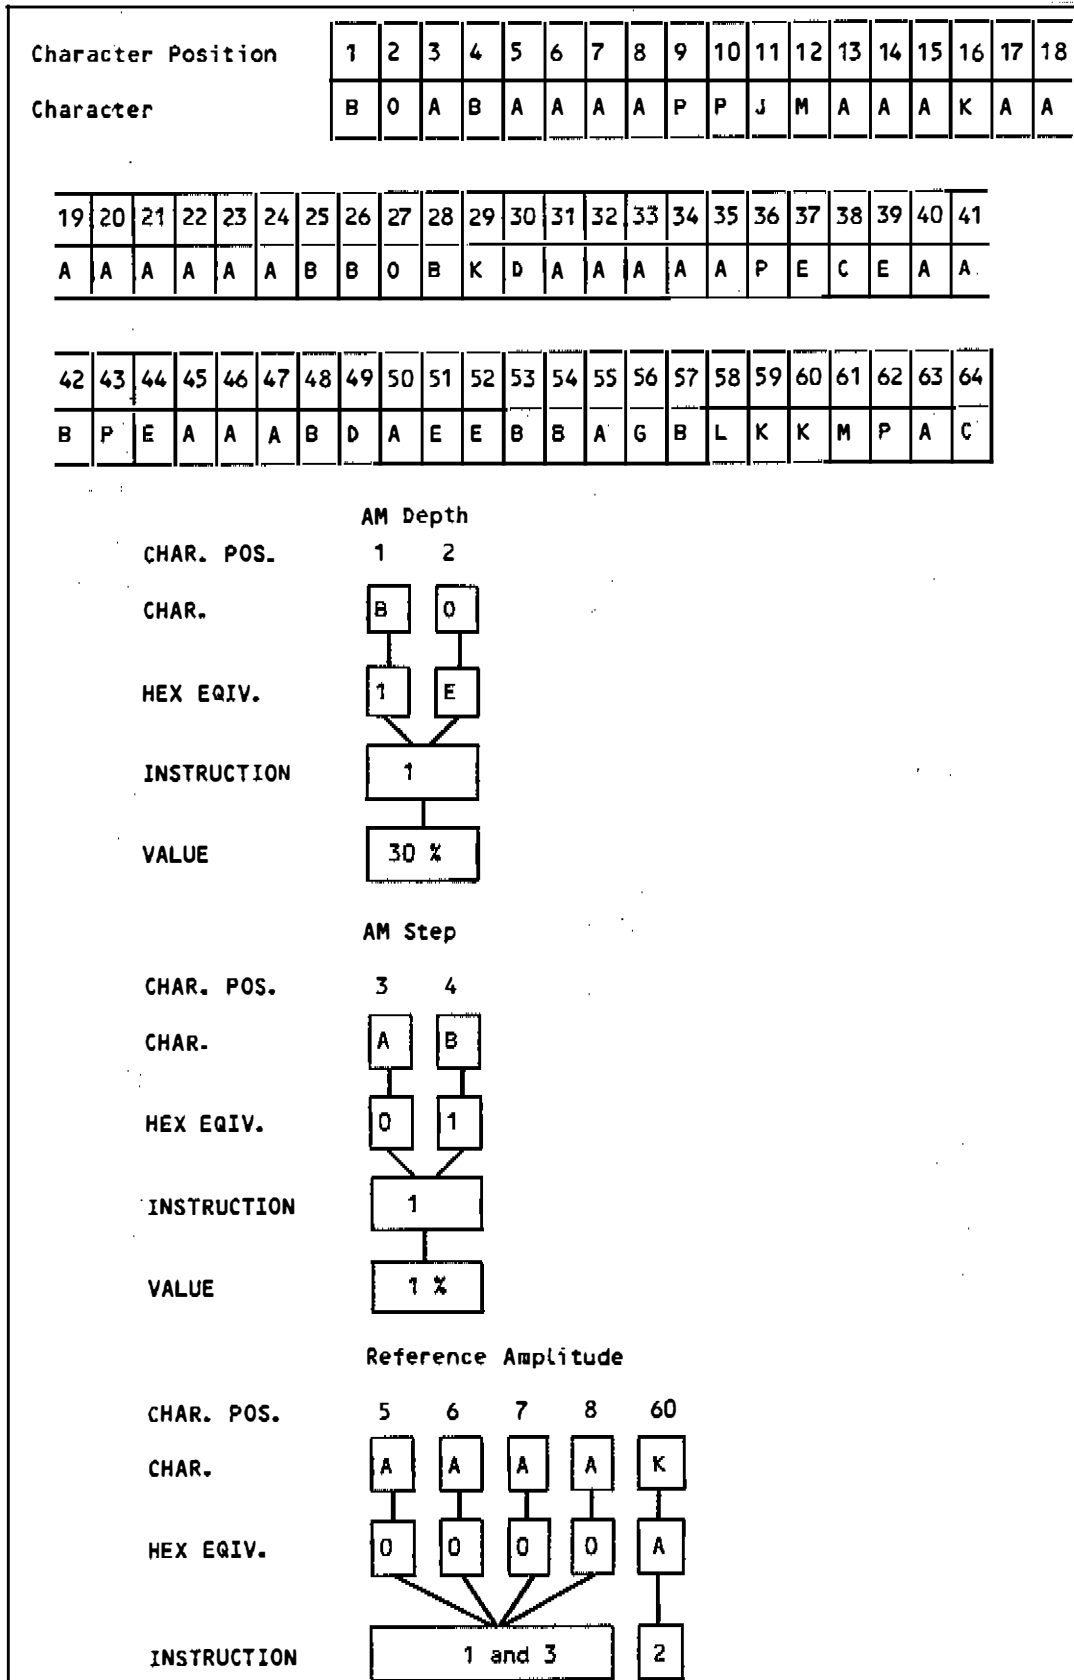 Character Position 1 2 3 4 5 6 7 8 9 10 11 12 13 14 15 16 17 18
Character B O A B A A A A P P J M A A A K A A
19 20 21 22 23 24 25 26 27 28 29 30 31 32 33 34 35 36 37 38 39 40 41
A A A A A A B B O B K D A A A A A P E C E A A
42 43 44 45 46 47 48 49 50 51 52 53 54 55 56 57 58 59 60 61 62 63 64
B P E A A A B D A E E B B A G B L K K M P A C
AM Depth
CHAR. POS. 1 2
CHAR. B O
HEX EQIV. 1 E
INSTRUCTION 1
VALUE 30 %
AM Step
CHAR. POS. 3 4
CHAR. A B
HEX EQIV. 0 1
INSTRUCTION 1
VALUE 1 %
Reference Amplitude
CHAR. POS. 5 6 7 8 60
CHAR. A A A A K
HEX EQIV. 0 0 0 0 A
INSTRUCTION 1 and 3 2